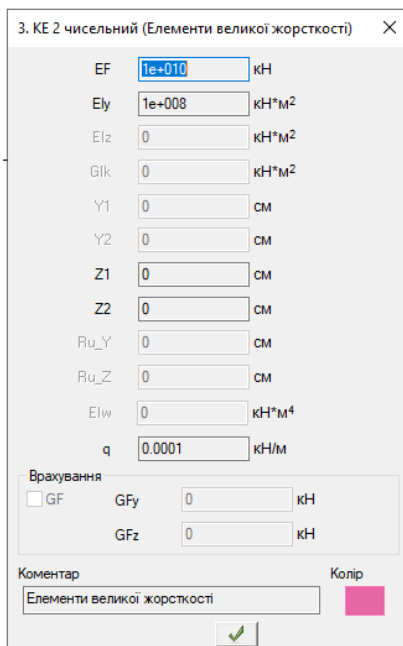 3. КЕ 2 чисельний (Елементи великої жорсткості)
EF 1e+010 кН
EIy 1e+008 кН*м2
EIz 0 кН*м2
GIk 0 кН*м2
Y1 0 см
Y2 0 см
Z1 0 см
Z2 0 см
Ru_Y 0 см
Ru_Z 0 см
EIw 0 кН*м4
q 0.0001 кН/м
Врахування
GF GFy 0 кН
GFz 0 кН
Коментар Колір
Елементи великої жорсткості